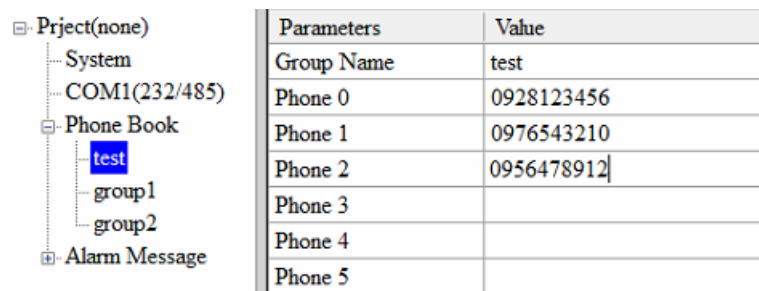 Prject(none)
System
COM1(232/485)
Phone Book
test
group1
group2
Alarm Message
Parameters Value
Group Name test
Phone 0 0928123456
Phone 1 0976543210
Phone 2 0956478912
Phone 3
Phone 4
Phone 5